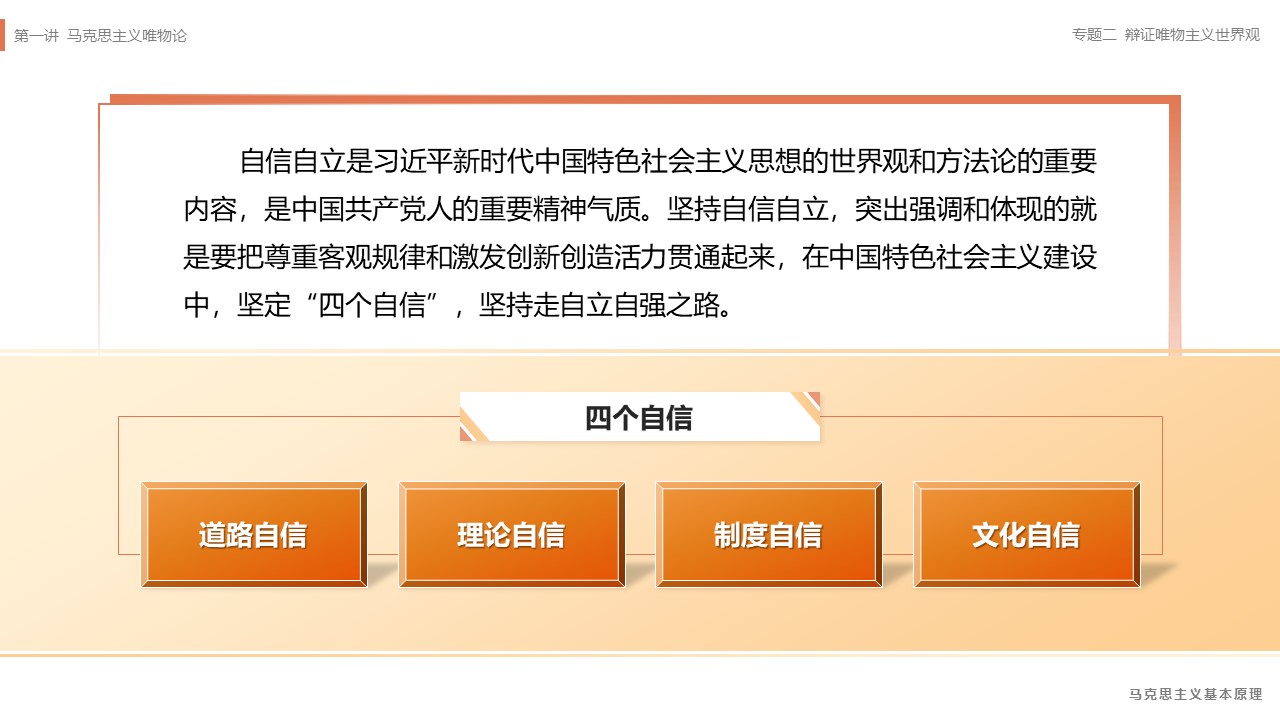 第一讲 马克思主义唯物论
专题二 辩证唯物主义世界观
自信自立是习近平新时代中国特色社会主义思想的世界观和方法论的重要
内容，是中国共产党人的重要精神气质。坚持自信自立，突出强调和体现的就
是要把尊重客观规律和激发创新创造活力贯通起来，在中国特色社会主义建设
中，坚定“四个自信”，坚持走自立自强之路。
四个自信
道路自信
理论自信
制度自信
文化自信
马克思主义基本原理